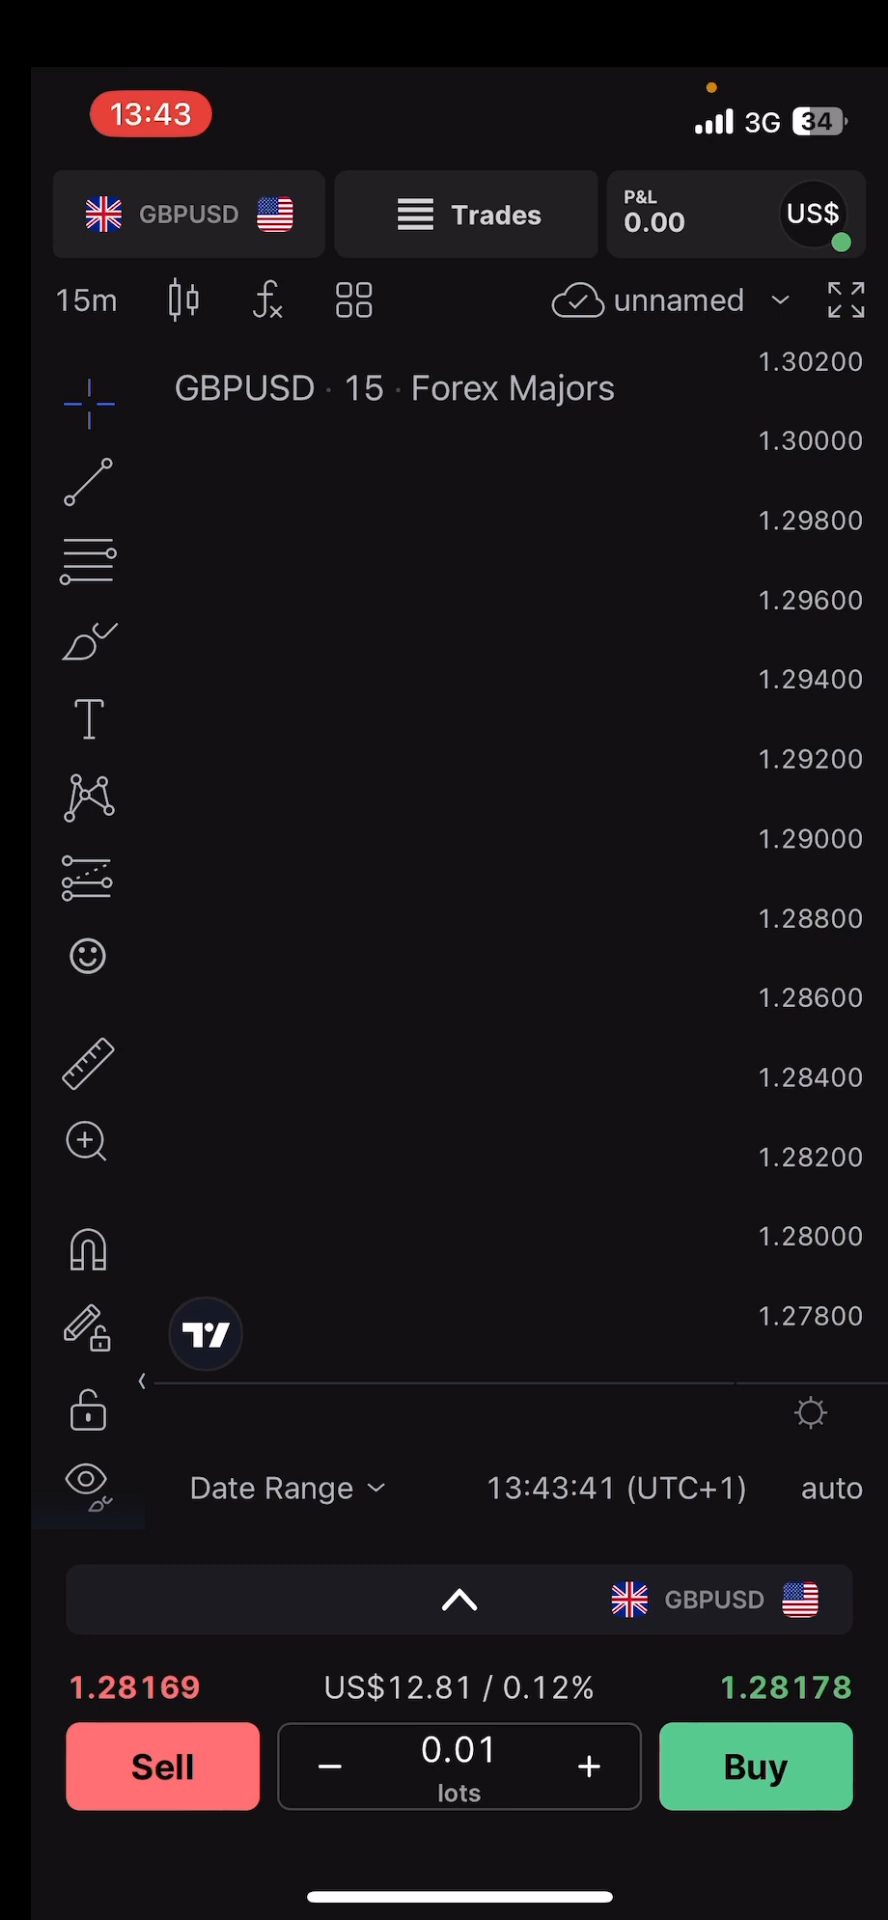 13:43
3G 34
GBPUSD
Trades
P&L
0.00
US$
15m
unnamed
GBPUSD · 15 · Forex Majors
1.30200
1.30000
1.29800
1.29600
1.29400
1.29200
1.29000
1.28800
1.28600
1.28400
1.28200
1.28000
1.27800
Date Range
13:43:41 (UTC+1)
auto
GBPUSD
1.28169
US$12.81 / 0.12%
1.28178
Sell
0.01
lots
Buy